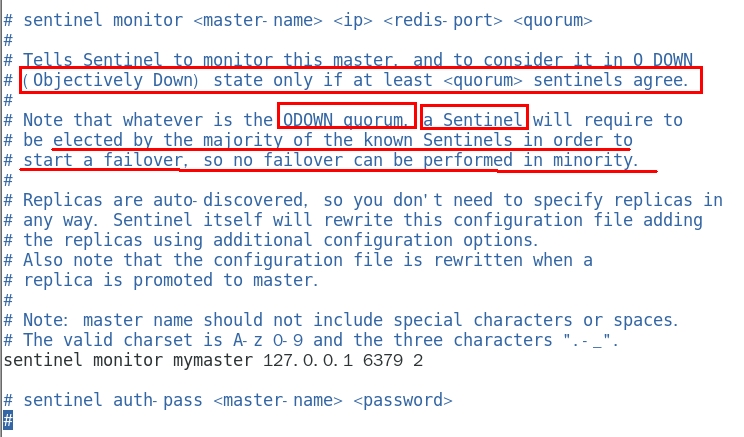 # sentinel monitor <master-name> <ip> <redis-port> <quorum>
#
# Tells Sentinel to monitor this master, and to consider it in O_DOWN
# (Objectively Down) state only if at least <quorum> sentinels agree.
#
# Note that whatever is the ODOWN quorum, a Sentinel will require to
# be elected by the majority of the known Sentinels in order to
# start a failover, so no failover can be performed in minority.
#
# Replicas are auto-discovered, so you don't need to specify replicas in
# any way. Sentinel itself will rewrite this configuration file adding
# the replicas using additional configuration options.
# Also note that the configuration file is rewritten when a
# replica is promoted to master.
#
# Note: master name should not include special characters or spaces.
# The valid charset is A-z 0-9 and the three characters ".-_".
sentinel monitor mymaster 127.0.0.1 6379 2
# sentinel auth-pass <master-name> <password>
#